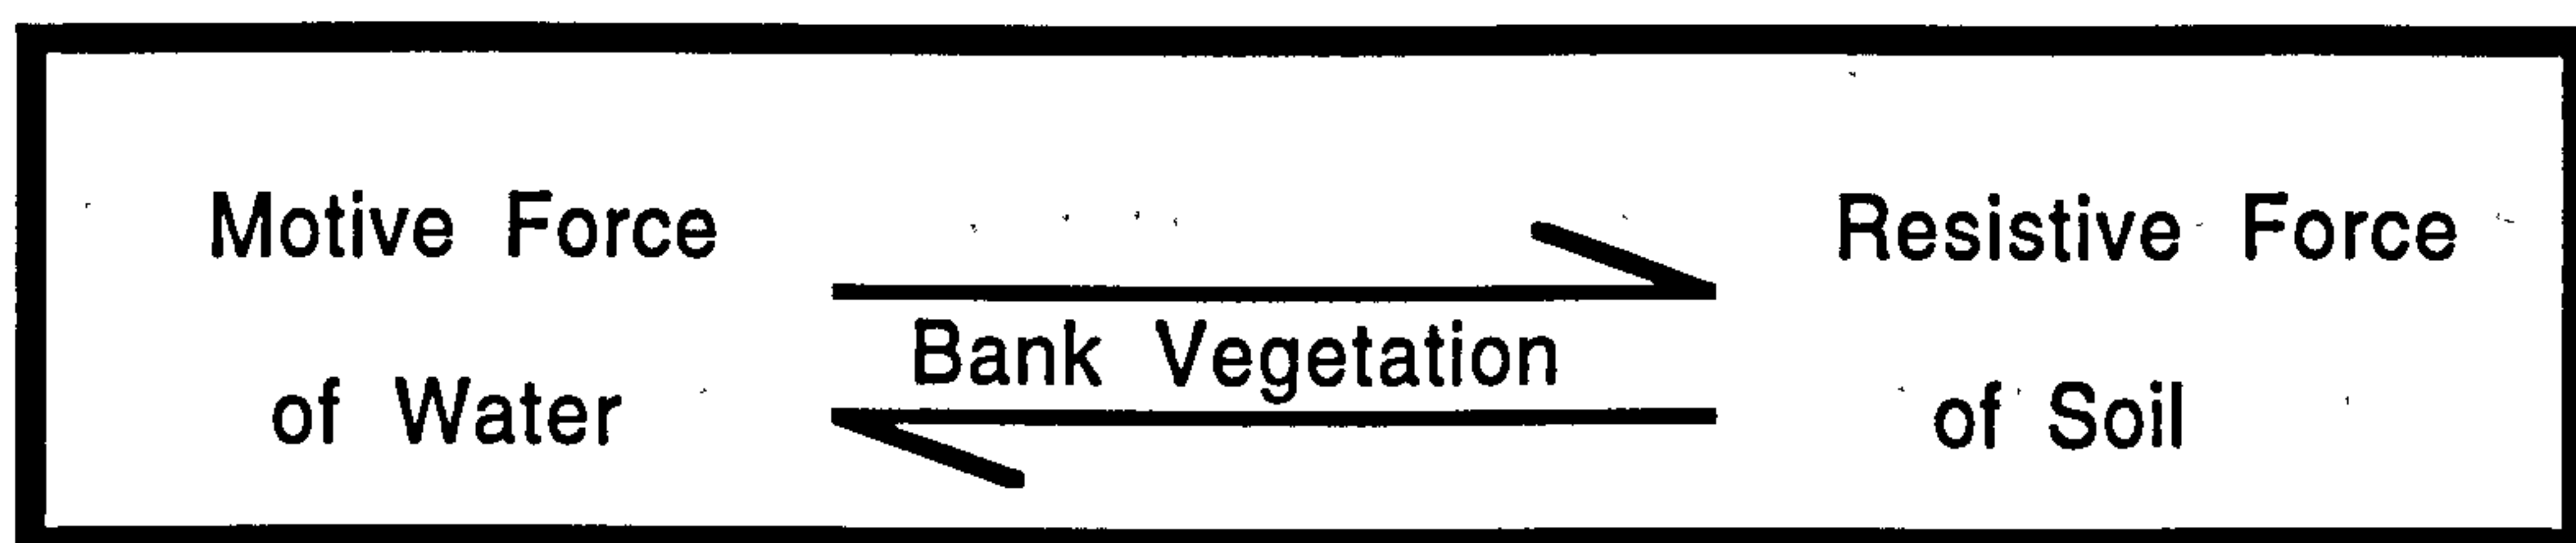 Motive Force
of Water
Bank Vegetation
Resistive Force
of Soil